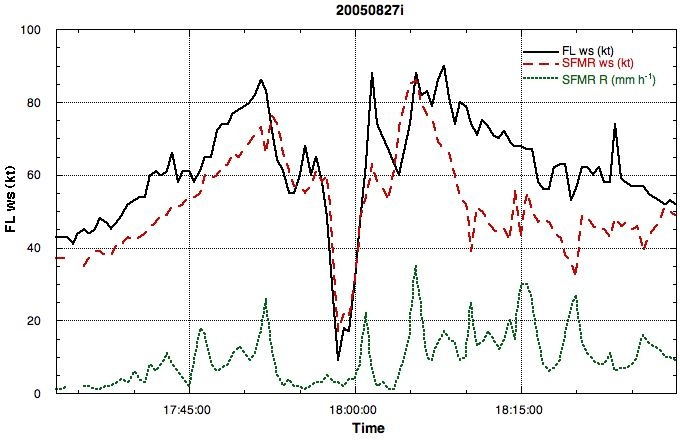 20050827i
100
80
60
40
20
0
FL ws (kt)
FL ws (kt)
SFMR ws (kt)
SFMR R (mm h-1)
17:45:00 18:00:00 18:15:00
Time